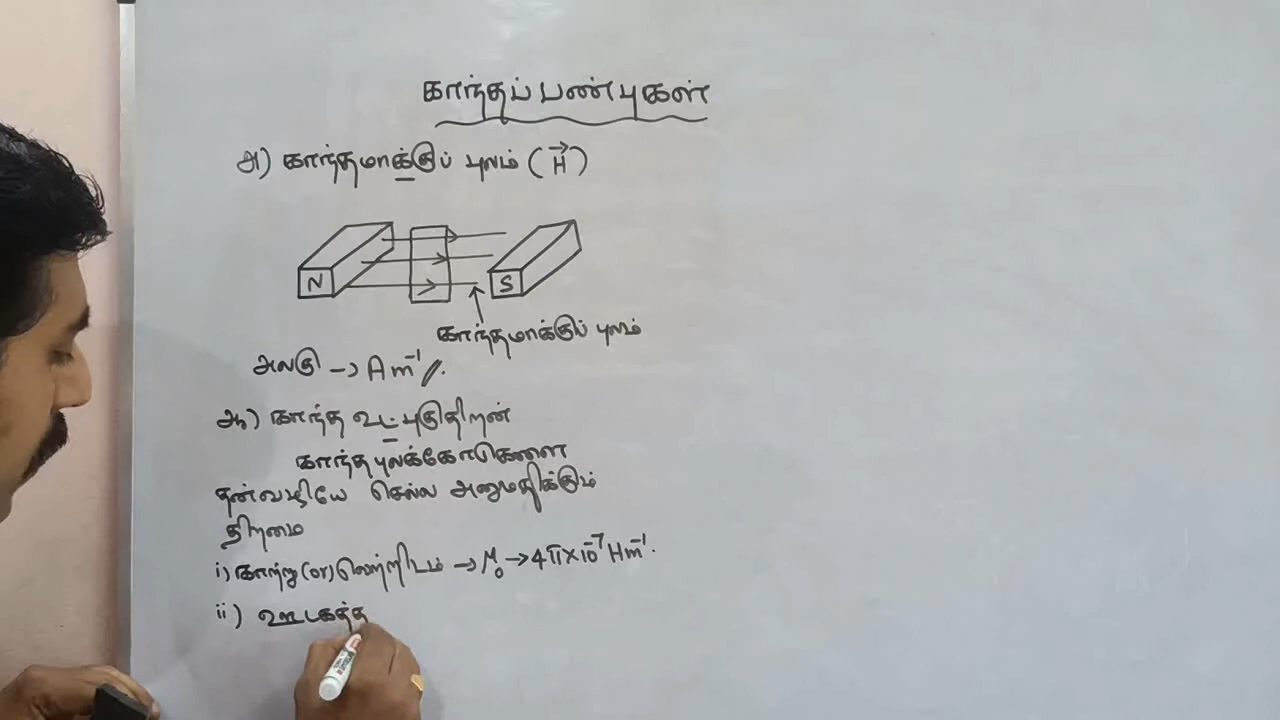 காந்தப் பண்புகள்
அ) காந்தமாக்குப் புலம் (H⃗)
N
S
காந்தமாக்குப் புலம்
அலகு → Am⁻¹//.
ஆ) காந்த உட்புகுதிறன்
காந்தபுலக்கோடுகளை
தன்வழியே செல்ல அனுமதிக்கும்
திறமை
i) காற்று (or) வெற்றிடம் → μ₀ → 4π×10⁻⁷ Hm⁻¹.
ii) ஊடகத்த